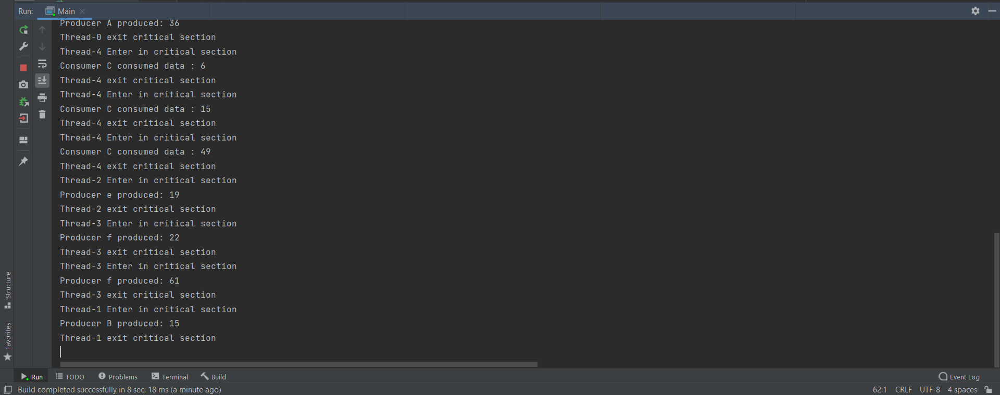 Run: Main
Producer A produced: 36
Thread-0 exit critical section
Thread-4 Enter in critical section
Consumer C consumed data : 6
Thread-4 exit critical section
Thread-4 Enter in critical section
Consumer C consumed data : 15
Thread-4 exit critical section
Thread-4 Enter in critical section
Consumer C consumed data : 49
Thread-4 exit critical section
Thread-2 Enter in critical section
Producer e produced: 19
Thread-2 exit critical section
Thread-3 Enter in critical section
Producer f produced: 22
Thread-3 exit critical section
Thread-3 Enter in critical section
Producer f produced: 61
Thread-3 exit critical section
Thread-1 Enter in critical section
Producer B produced: 15
Thread-1 exit critical section
Structure
Favorites
Run TODO Problems Terminal Build Event Log
Build completed successfully in 8 sec, 18 ms (a minute ago) 62:1 CRLF UTF-8 4 spaces